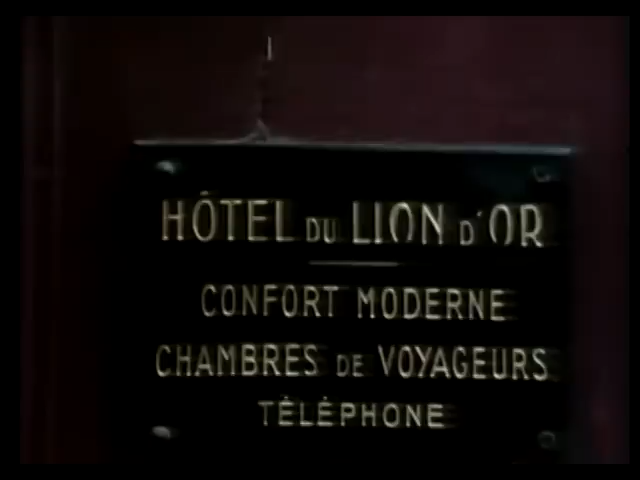 HÔTEL DU LION D'OR
CONFORT MODERNE
CHAMBRES DE VOYAGEURS
TÉLÉPHONE